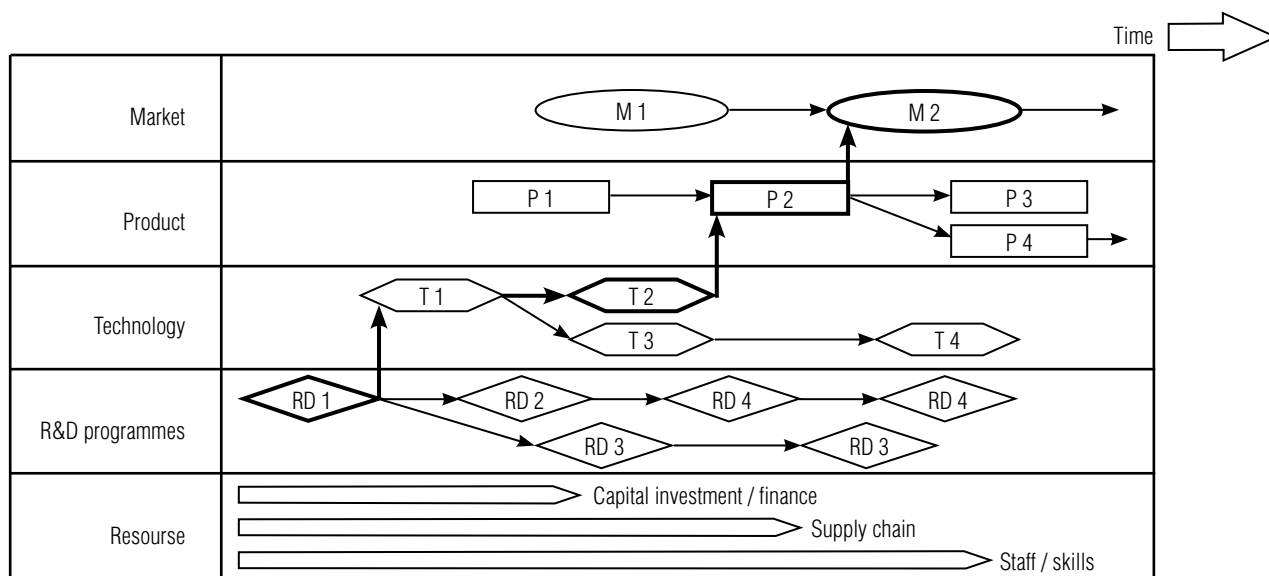 Time
Market
M 1
M 2
Product
P 1
P 2
P 3
P 4
Technology
T 1
T 2
T 3
T 4
R&D programmes
RD 1
RD 2
RD 4
RD 4
RD 3
RD 3
Resourse
Capital investment / finance
Supply chain
Staff / skills